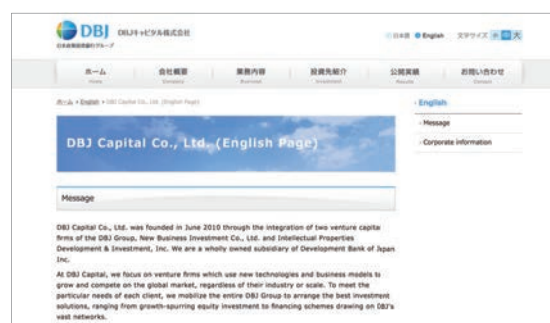 DBJ DBJキャピタル株式会社
日本政策投資銀行グループ
日本語 English 文字サイズ 大
ホーム 会社概要 業務内容 投資先紹介 公開実績 お問い合わせ
Home Company Business Investment Results Contact
ホーム » English » DBJ Capital Co., Ltd. (English Page)
English
Message
Corporate information
DBJ Capital Co., Ltd. (English Page)
Message
DBJ Capital Co., Ltd. was founded in June 2010 through the integration of two venture capita
firms of the DBJ Group, New Business Investment Co., Ltd. and Intellectual Properties
Development & Investment, Inc. We are a wholly owned subsidiary of Development Bank of Japan
Inc.
At DBJ Capital, we focus on venture firms which use new technologies and business models to
grow and compete on the global market, regardless of their industry or scale. To meet the
particular needs of each client, we mobilize the entire DBJ Group to arrange the best investment
solutions, ranging from growth-spurring equity investment to financing schemes drawing on DBJ's
vast networks.